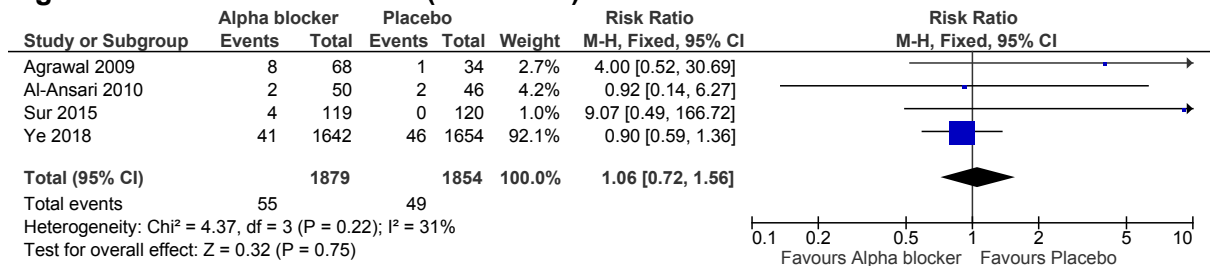 Alpha blocker Placebo Risk Ratio Risk Ratio
Study or Subgroup Events Total Events Total Weight M-H, Fixed, 95% CI M-H, Fixed, 95% CI
Agrawal 2009 8 68 1 34 2.7% 4.00 [0.52, 30.69]
Al-Ansari 2010 2 50 2 46 4.2% 0.92 [0.14, 6.27]
Sur 2015 4 119 0 120 1.0% 9.07 [0.49, 166.72]
Ye 2018 41 1642 46 1654 92.1% 0.90 [0.59, 1.36]
Total (95% CI) 1879 1854 100.0% 1.06 [0.72, 1.56]
Total events 55 49
Heterogeneity: Chi² = 4.37, df = 3 (P = 0.22); I² = 31%
Test for overall effect: Z = 0.32 (P = 0.75)
0.1 0.2 0.5 1 2 5 10
Favours Alpha blocker Favours Placebo